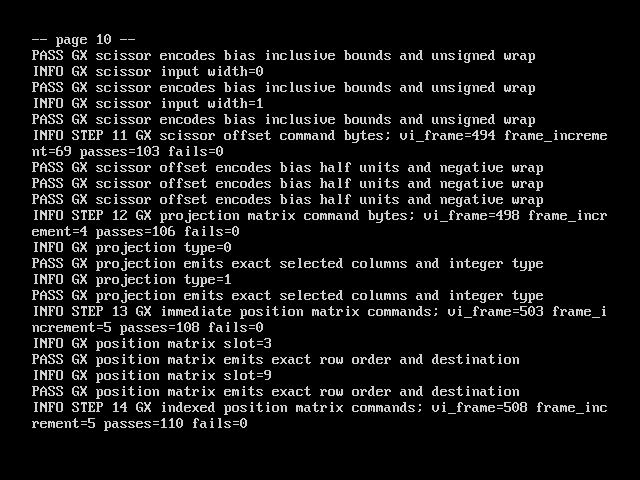 -- page 10 --
PASS GX scissor encodes bias inclusive bounds and unsigned wrap
INFO GX scissor input width=0
PASS GX scissor encodes bias inclusive bounds and unsigned wrap
INFO GX scissor input width=1
PASS GX scissor encodes bias inclusive bounds and unsigned wrap
INFO STEP 11 GX scissor offset command bytes; vi_frame=494 frame_increme
nt=69 passes=103 fails=0
PASS GX scissor offset encodes bias half units and negative wrap
PASS GX scissor offset encodes bias half units and negative wrap
PASS GX scissor offset encodes bias half units and negative wrap
INFO STEP 12 GX projection matrix command bytes; vi_frame=498 frame_incr
ement=4 passes=106 fails=0
INFO GX projection type=0
PASS GX projection emits exact selected columns and integer type
INFO GX projection type=1
PASS GX projection emits exact selected columns and integer type
INFO STEP 13 GX immediate position matrix commands; vi_frame=503 frame_i
ncrement=5 passes=108 fails=0
INFO GX position matrix slot=3
PASS GX position matrix emits exact row order and destination
INFO GX position matrix slot=9
PASS GX position matrix emits exact row order and destination
INFO STEP 14 GX indexed position matrix commands; vi_frame=508 frame_inc
rement=5 passes=110 fails=0